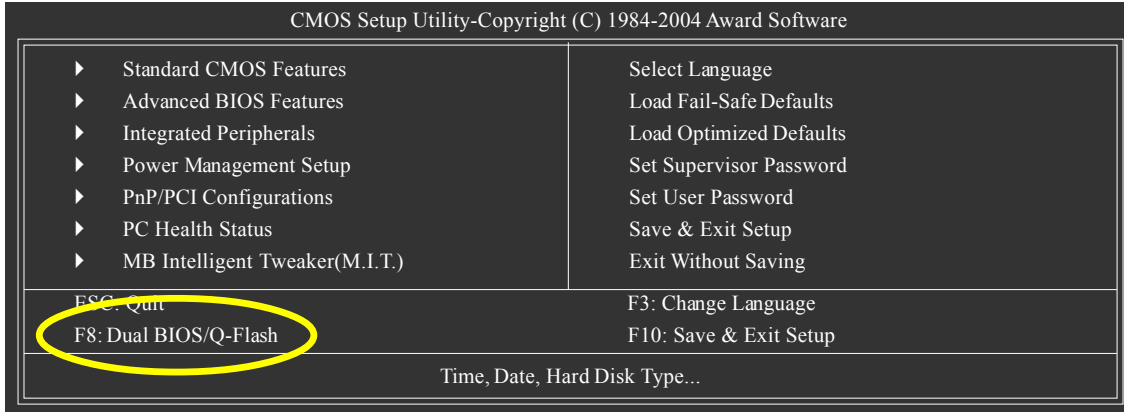 CMOS Setup Utility-Copyright (C) 1984-2004 Award Software
Standard CMOS Features
Advanced BIOS Features
Integrated Peripherals
Power Management Setup
PnP/PCI Configurations
PC Health Status
MB Intelligent Tweaker(M.I.T.)
Select Language
Load Fail-Safe Defaults
Load Optimized Defaults
Set Supervisor Password
Set User Password
Save & Exit Setup
Exit Without Saving
ESC: Quit
F3: Change Language
F8: Dual BIOS/Q-Flash
F10: Save & Exit Setup
Time, Date, Hard Disk Type...